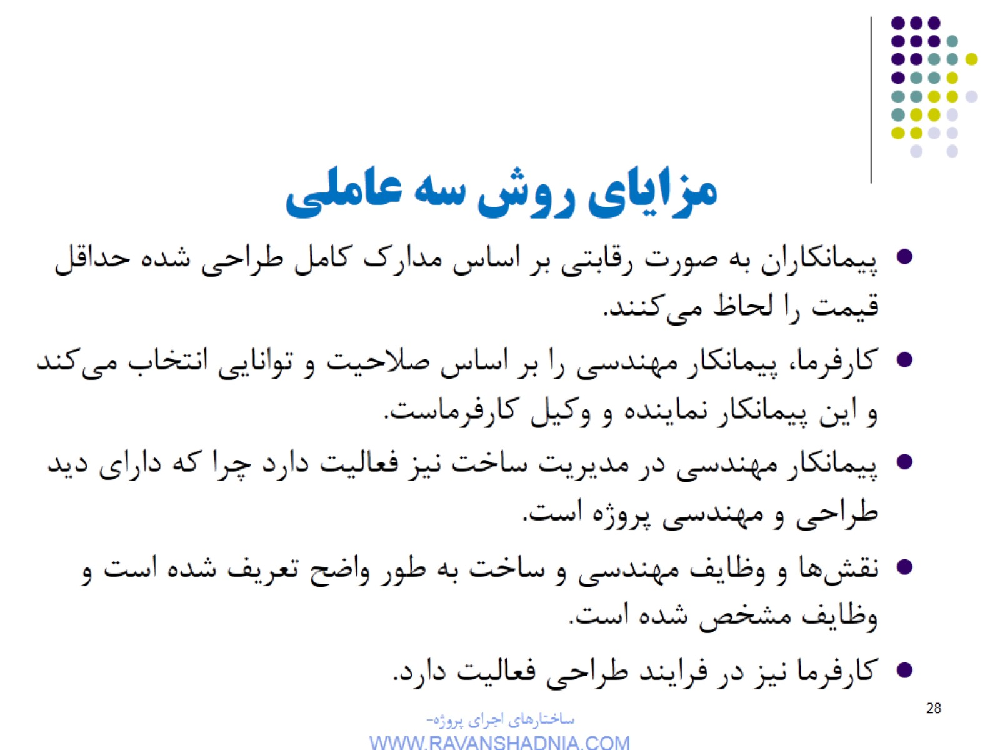 مزایای روش سه عاملی
پیمانکاران به صورت رقابتی بر اساس مدارک کامل طراحی شده حداقل
قیمت را لحاظ می‌کنند.
کارفرما، پیمانکار مهندسی را بر اساس صلاحیت و توانایی انتخاب می‌کند
و این پیمانکار نماینده و وکیل کارفرماست.
پیمانکار مهندسی در مدیریت ساخت نیز فعالیت دارد چرا که دارای دید
طراحی و مهندسی پروژه است.
نقش‌ها و وظایف مهندسی و ساخت به طور واضح تعریف شده است و
وظایف مشخص شده است.
کارفرما نیز در فرایند طراحی فعالیت دارد.
28
ساختارهای اجرای پروژه-
WWW.RAVANSHADNIA.COM